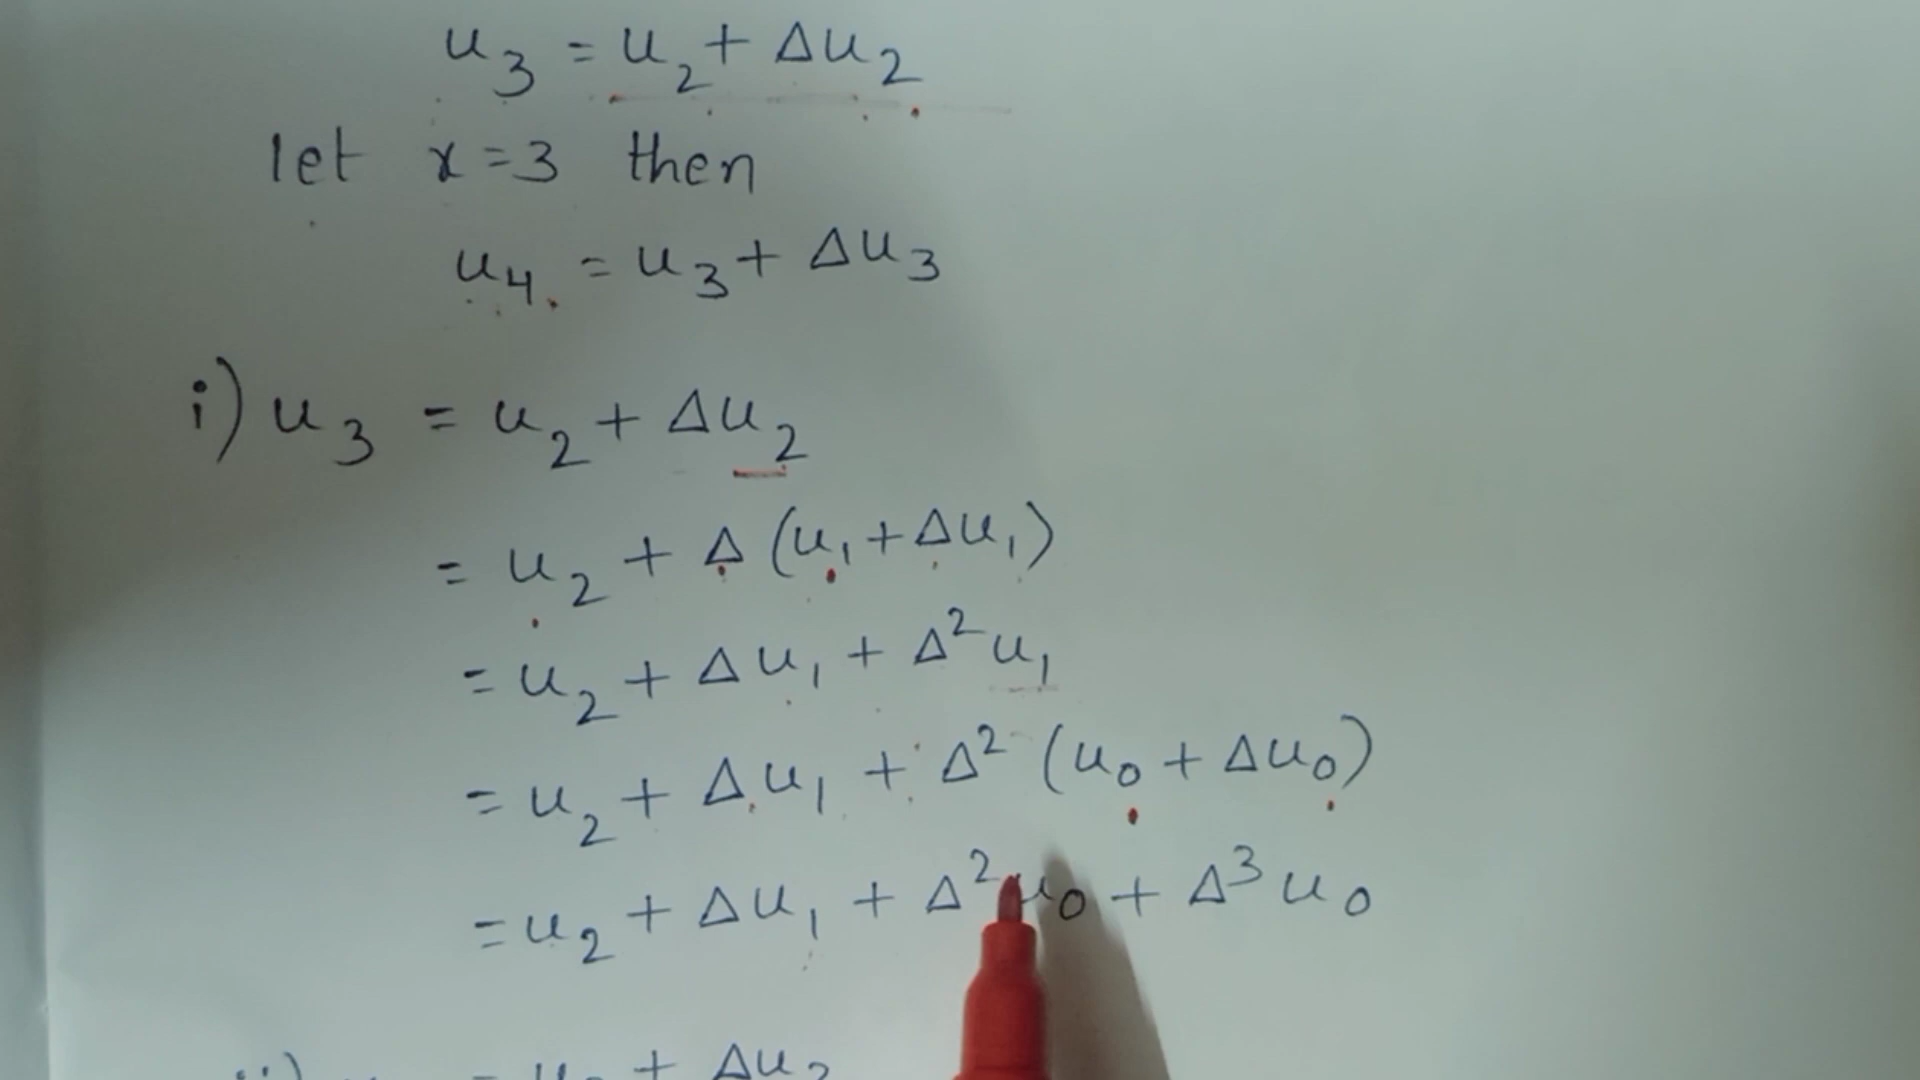 u₃ = u₂ + Δu₂
let x = 3 then
u₄ = u₃ + Δu₃
i) u₃ = u₂ + Δu₂
= u₂ + Δ (u₁ + Δu₁)
= u₂ + Δu₁ + Δ²u₁
= u₂ + Δu₁ + Δ² (u₀ + Δu₀)
= u₂ + Δu₁ + Δ²u₀ + Δ³u₀